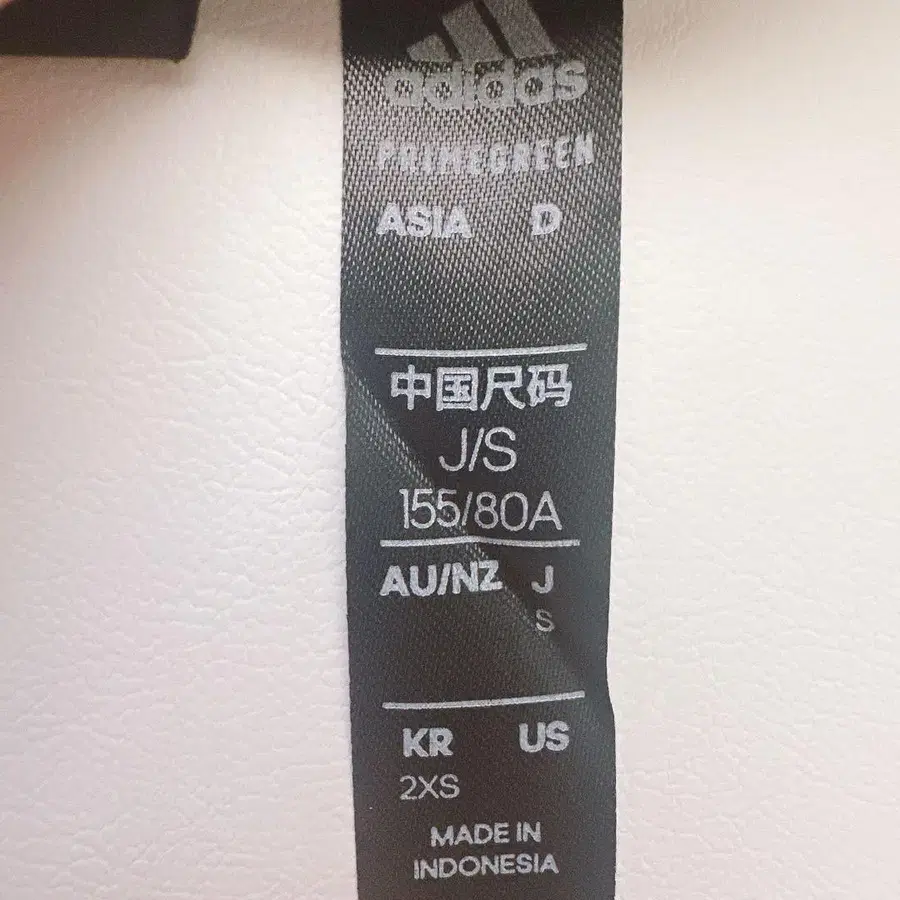 adidas
PRIMEGREEN
ASIA D
中国尺码
J/S
155/80A
AU/NZ J
S
KR US
2XS
MADE IN
INDONESIA